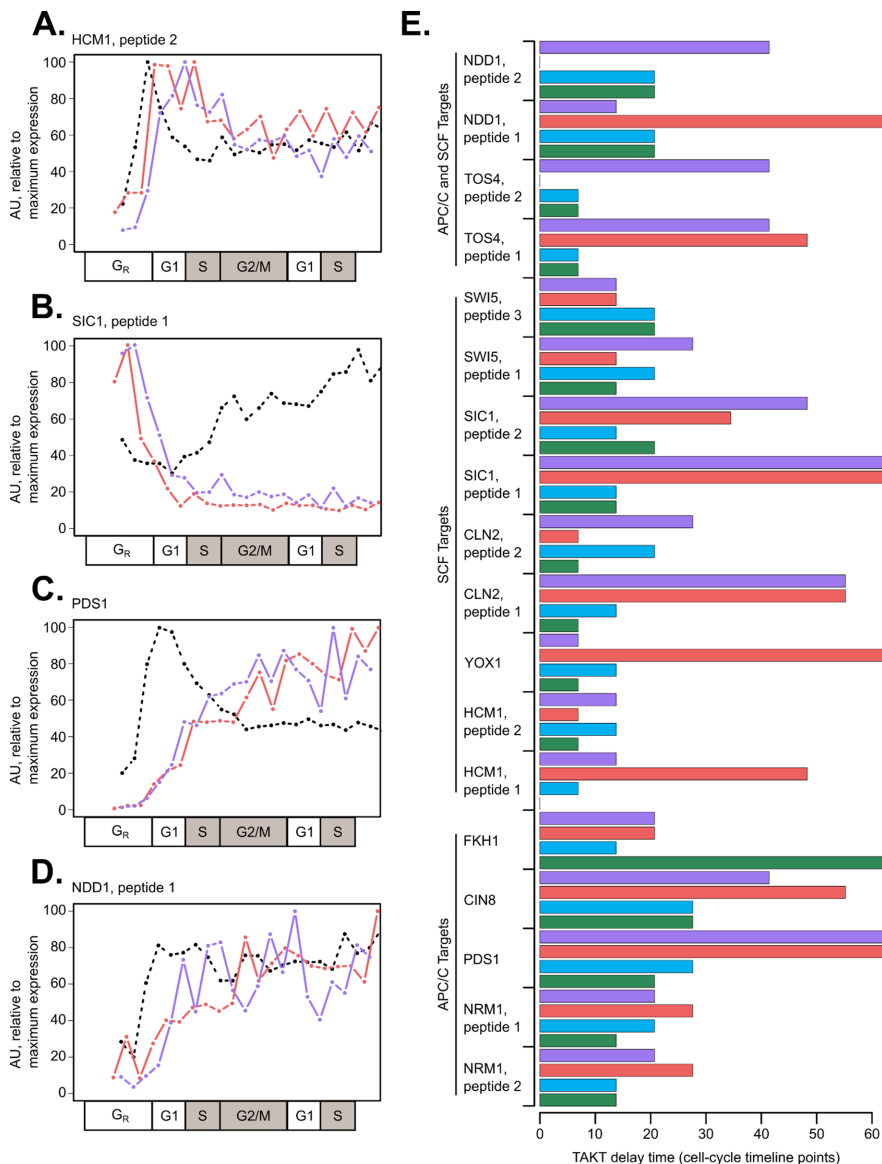 A.
HCM1, peptide 2
AU, relative to
maximum expression
100
80
60
40
20
0
G_R
G1
S
G2/M
G1
S
B.
SIC1, peptide 1
AU, relative to
maximum expression
100
80
60
40
20
0
G_R
G1
S
G2/M
G1
S
C.
PDS1
AU, relative to
maximum expression
100
80
60
40
20
0
G_R
G1
S
G2/M
G1
S
D.
NDD1, peptide 1
AU, relative to
maximum expression
100
80
60
40
20
0
G_R
G1
S
G2/M
G1
S
E.
APC/C and SCF Targets
NDD1,
peptide 2
NDD1,
peptide 1
TOS4,
peptide 2
TOS4,
peptide 1
SCF Targets
SWI5,
peptide 3
SWI5,
peptide 1
SIC1,
peptide 2
SIC1,
peptide 1
CLN2,
peptide 2
CLN2,
peptide 1
YOX1
HCM1,
peptide 2
HCM1,
peptide 1
APC/C Targets
FKH1
CIN8
PDS1
NRM1,
peptide 1
NRM1,
peptide 2
0 10 20 30 40 50 60
TAKT delay time (cell-cycle timeline points)